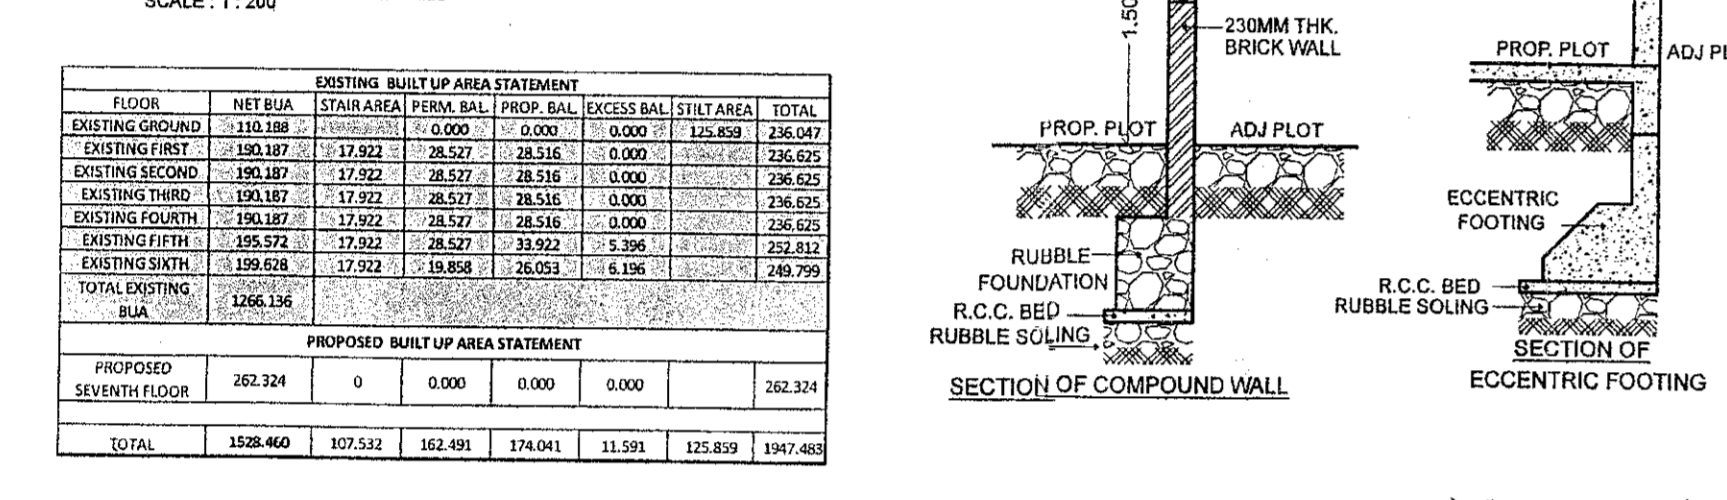 SCALE : 1 : 200
EXISTING BUILT UP AREA STATEMENT
FLOOR NET BUA STAIR AREA PERM. BAL. PROP. BAL. EXCESS BAL. STILT AREA TOTAL
EXISTING GROUND 110.188 0.000 0.000 0.000 125.859 236.047
EXISTING FIRST 190.187 17.922 28.527 28.516 0.000 236.625
EXISTING SECOND 190.187 17.922 28.527 28.516 0.000 236.625
EXISTING THIRD 190.187 17.922 28.527 28.516 0.000 236.625
EXISTING FOURTH 190.187 17.922 28.527 28.516 0.000 236.625
EXISTING FIFTH 195.572 17.922 28.527 33.922 5.396 252.812
EXISTING SIXTH 199.628 17.922 19.858 26.053 6.196 249.799
TOTAL EXISTING
BUA 1266.136
PROPOSED BUILT UP AREA STATEMENT
PROPOSED
SEVENTH FLOOR 262.324 0 0.000 0.000 0.000 262.324
TOTAL 1528.460 107.532 162.491 174.041 11.591 125.859 1947.483
1.50
230MM THK.
BRICK WALL
PROP. PLOT ADJ PLOT
RUBBLE
FOUNDATION
R.C.C. BED
RUBBLE SOLING
SECTION OF COMPOUND WALL
PROP. PLOT ADJ PL
ECCENTRIC
FOOTING
R.C.C. BED
RUBBLE SOLING
SECTION OF
ECCENTRIC FOOTING